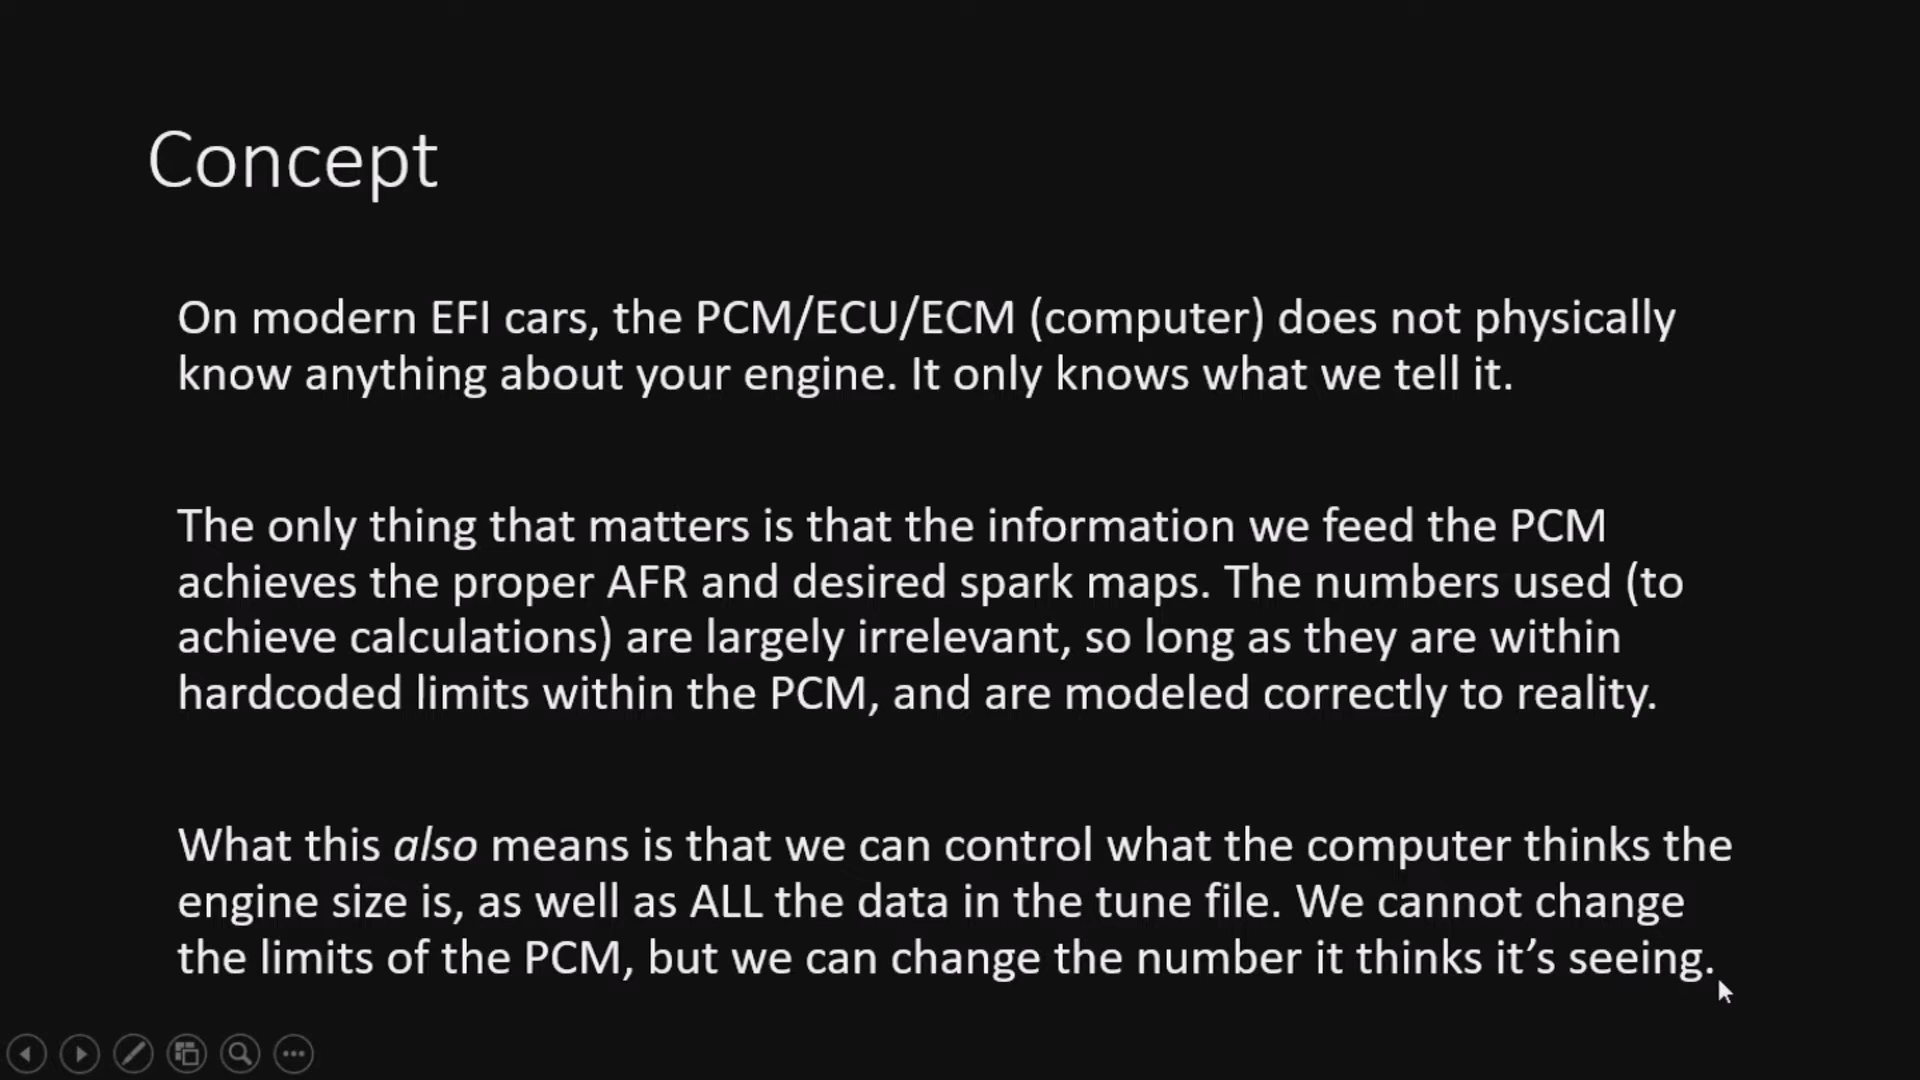 Concept
On modern EFI cars, the PCM/ECU/ECM (computer) does not physically
know anything about your engine. It only knows what we tell it.
The only thing that matters is that the information we feed the PCM
achieves the proper AFR and desired spark maps. The numbers used (to
achieve calculations) are largely irrelevant, so long as they are within
hardcoded limits within the PCM, and are modeled correctly to reality.
What this also means is that we can control what the computer thinks the
engine size is, as well as ALL the data in the tune file. We cannot change
the limits of the PCM, but we can change the number it thinks it’s seeing.